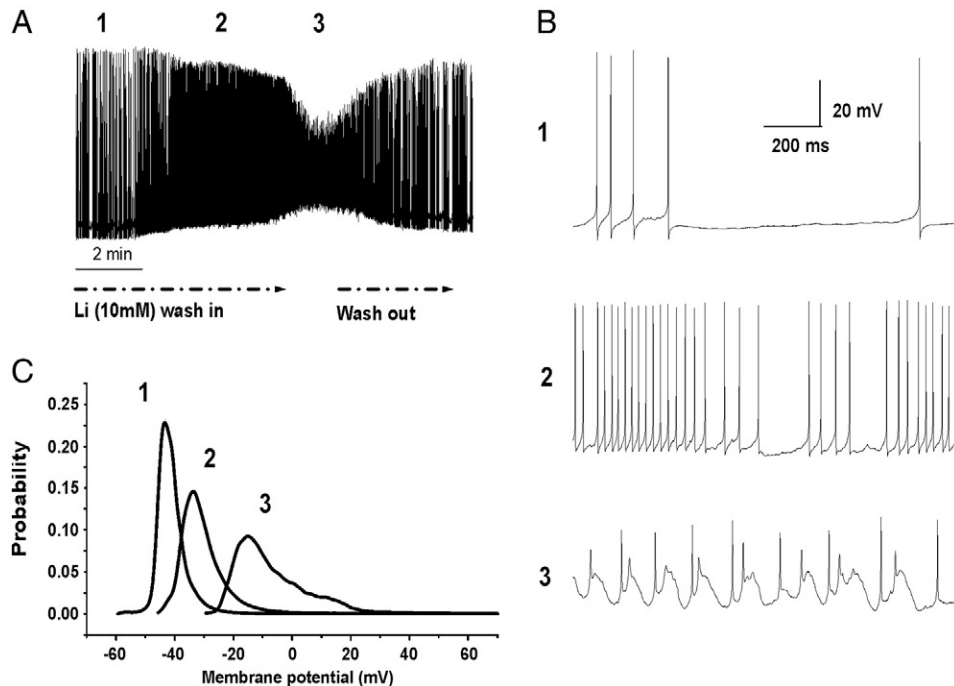 A
1 2 3
2 min
Li (10mM) wash in
Wash out
B
1
20 mV
200 ms
2
3
C
1
2
3
Probability
0.25
0.20
0.15
0.10
0.05
0.00
-60 -40 -20 0 20 40 60
Membrane potential (mV)